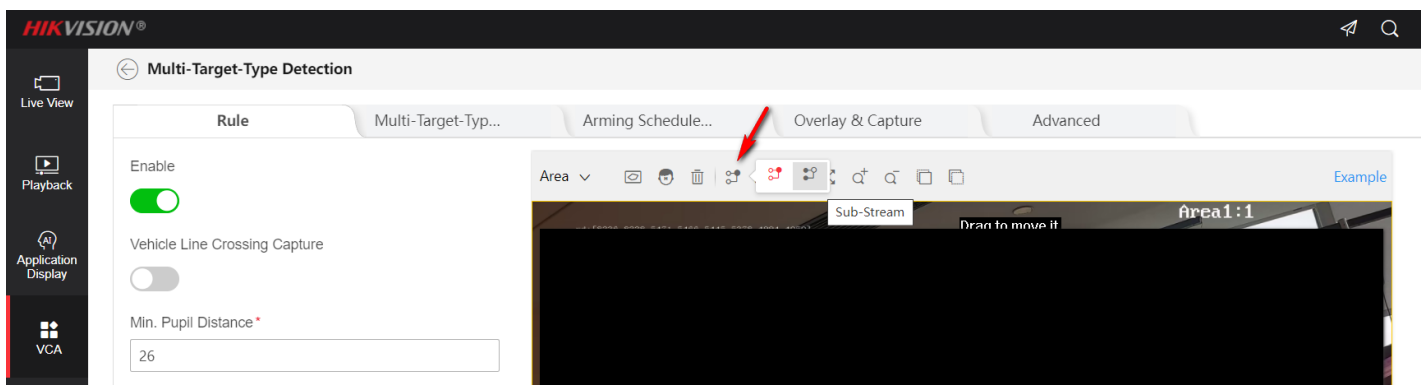 HIKVISION®
Multi-Target-Type Detection
Live View
Rule
Multi-Target-Typ...
Arming Schedule...
Overlay & Capture
Advanced
Enable
Playback
Area
Example
Sub-Stream
Area1:1
Drag to move it
Vehicle Line Crossing Capture
AI
Application
Display
Min. Pupil Distance*
VCA
26